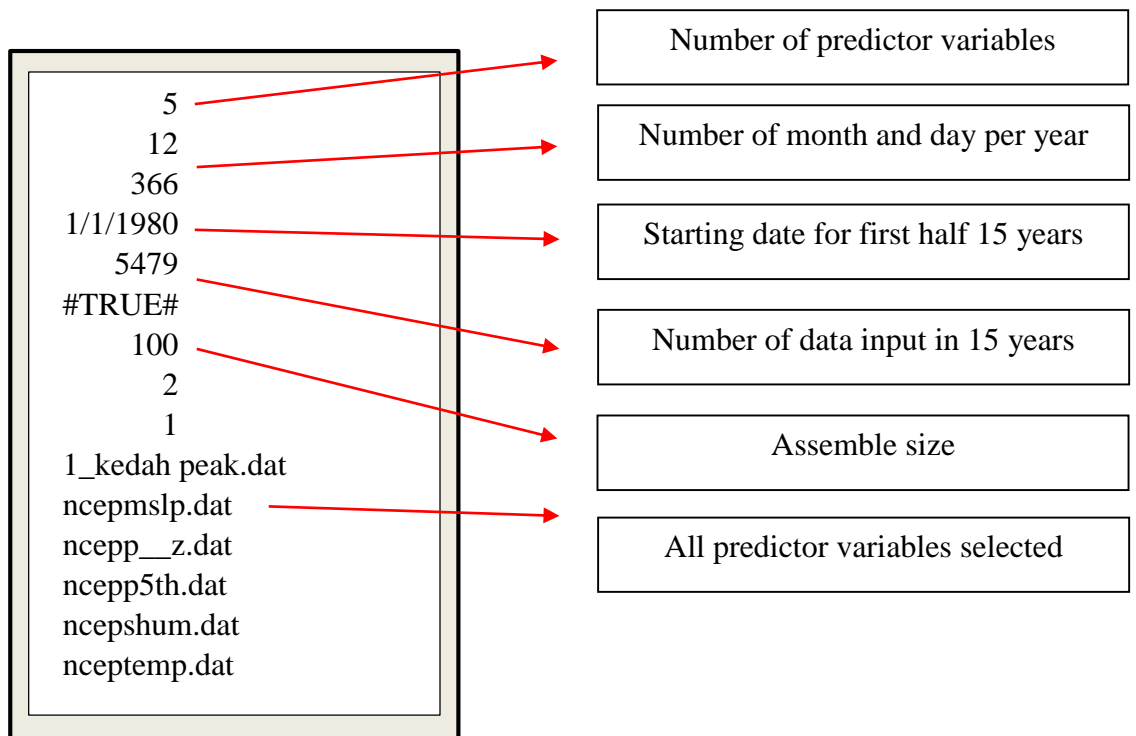 5
12
366
1/1/1980
5479
#TRUE#
100
2
1
1_kedah peak.dat
ncepmslp.dat
ncepp__z.dat
ncepp5th.dat
ncepshum.dat
nceptemp.dat
Number of predictor variables
Number of month and day per year
Starting date for first half 15 years
Number of data input in 15 years
Assemble size
All predictor variables selected